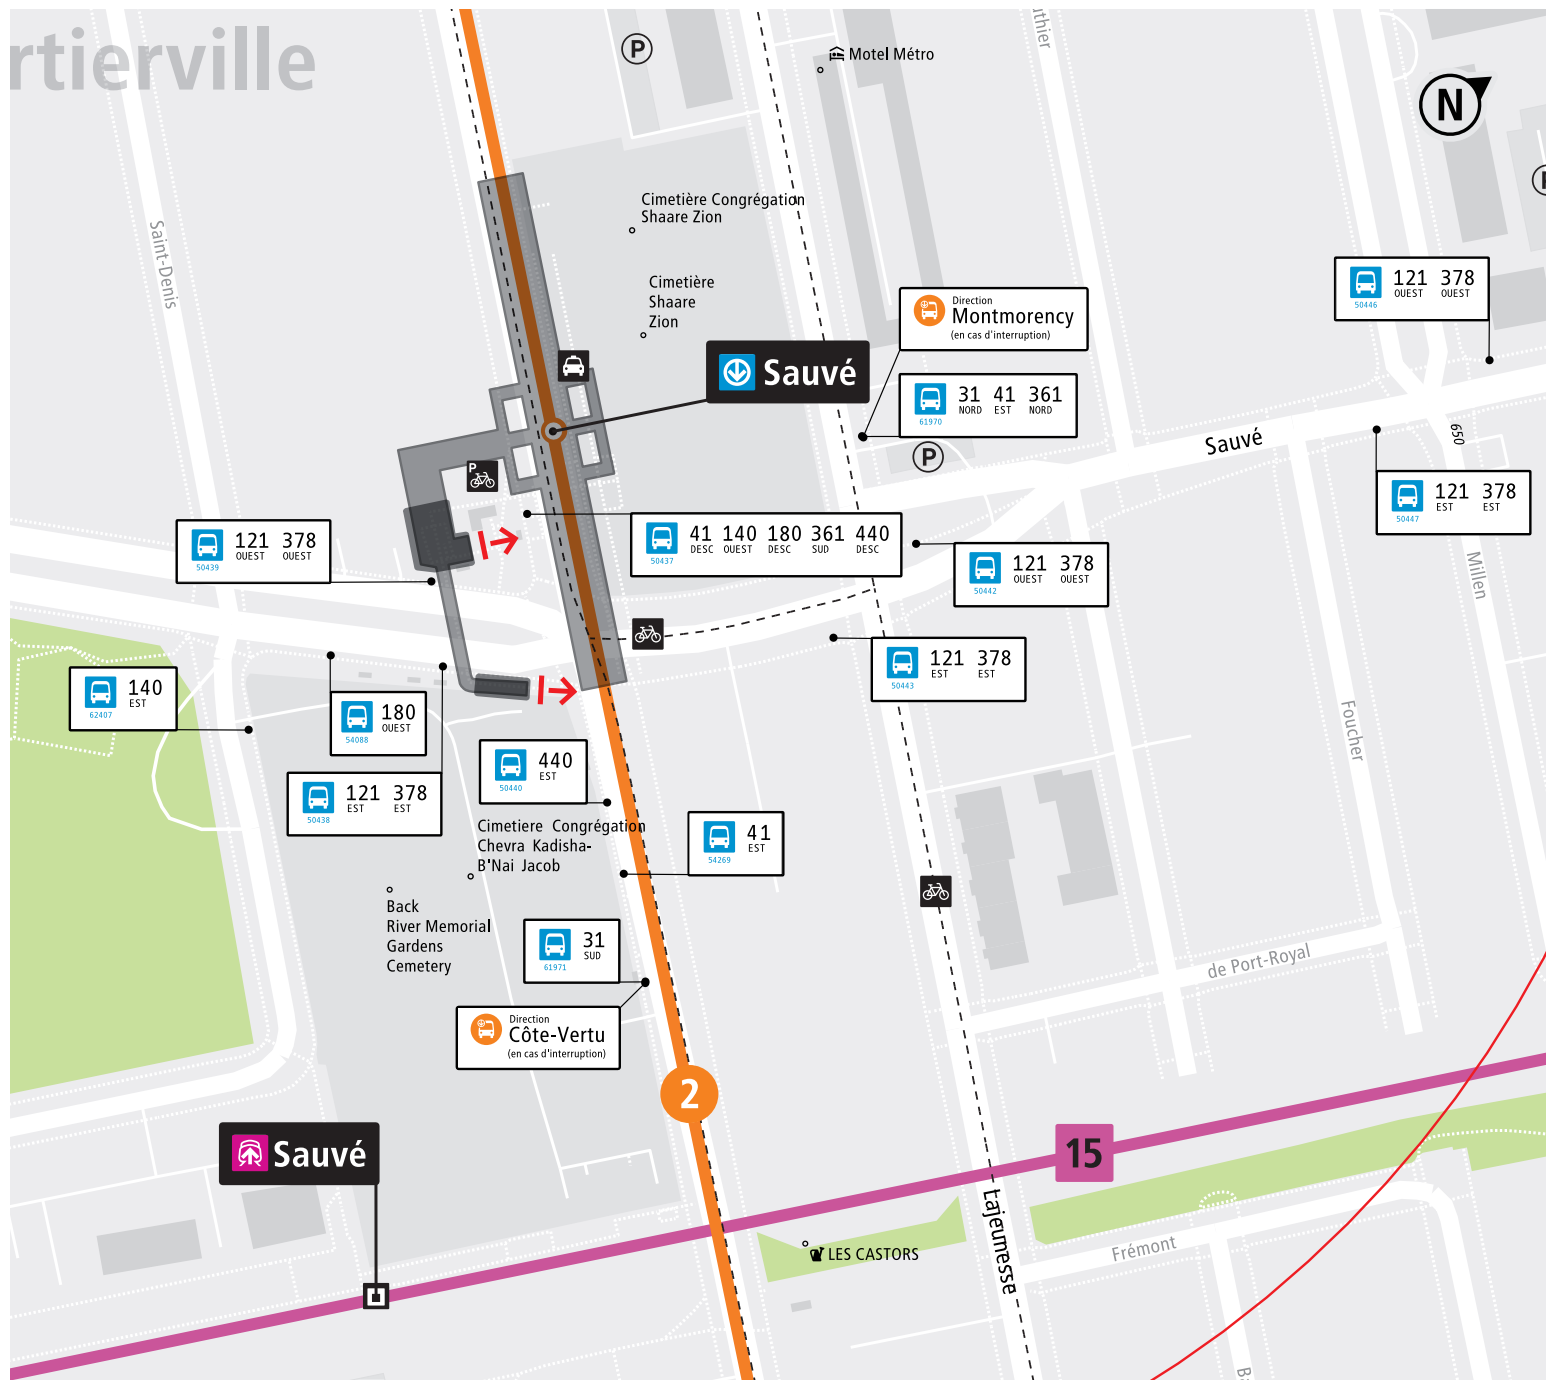 rtierville
P
Motel Métro
uthier
N
Saint-Denis
Cimetière Congrégation
Shaare Zion
Cimetière
Shaare
Zion
Direction
Montmorency
(en cas d'interruption)
121 378
OUEST OUEST
50446
Sauvé
31 41 361
NORD EST NORD
61970
P
Sauvé
650
P
121 378
EST EST
50447
121 378
OUEST OUEST
50439
41 140 180 361 440
DESC OUEST DESC SUD DESC
50437
121 378
OUEST OUEST
50442
Millen
121 378
EST EST
50443
140
EST
62407
180
OUEST
54088
Foucher
440
EST
50440
121 378
EST EST
50438
Cimetiere Congrégation
Chevra Kadisha-
B'Nai Jacob
41
EST
54269
Back
River Memorial
Gardens
Cemetery
31
SUD
61971
de Port-Royal
Direction
Côte-Vertu
(en cas d'interruption)
2
Sauvé
15
Lajeunesse
LES CASTORS
Frémont